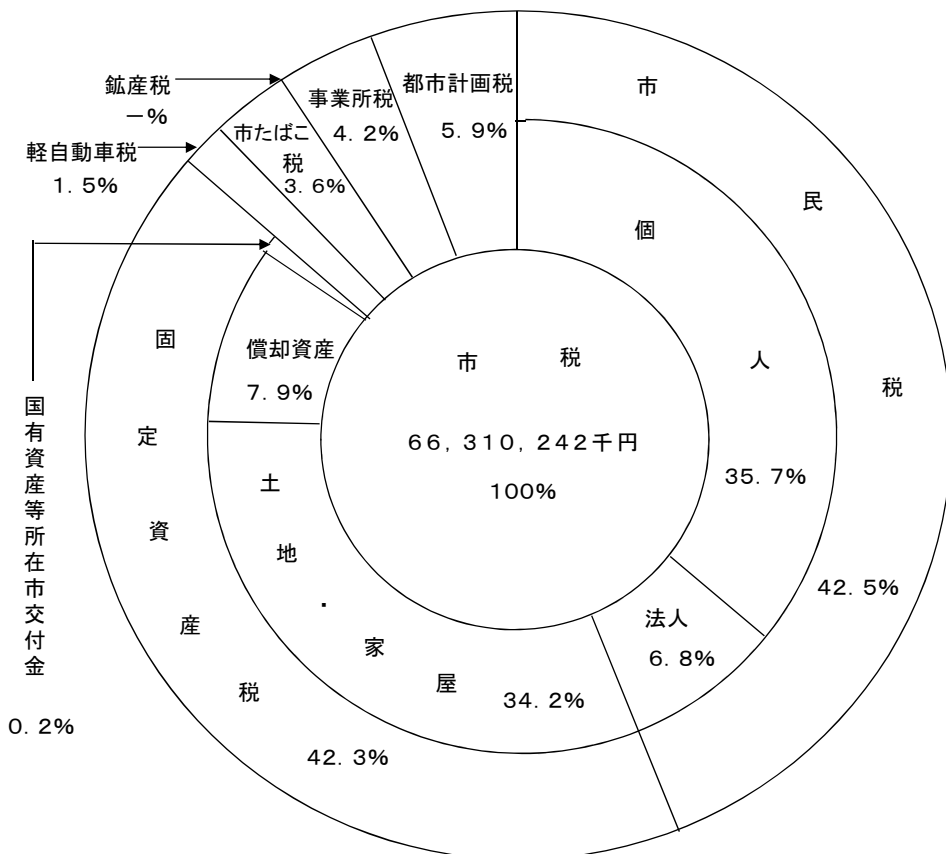 市民税
42．5%
個人
35．7%
法人
6．8%
固定資産税
42．3%
土地・家屋
34．2%
償却資産
7．9%
国有資産等所在市交付金
0．2%
軽自動車税
1．5%
市たばこ
税
3．6%
鉱産税
－%
事業所税
4．2%
都市計画税
5．9%
市　税
66，310，242千円
100%